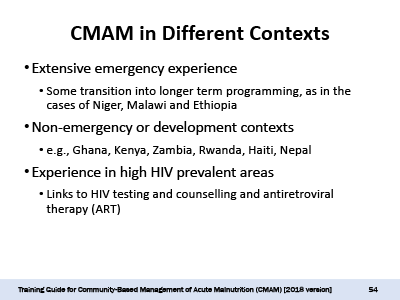 CMAM in Different Contexts
• Extensive emergency experience
• Some transition into longer term programming, as in the
cases of Niger, Malawi and Ethiopia
• Non-emergency or development contexts
• e.g., Ghana, Kenya, Zambia, Rwanda, Haiti, Nepal
• Experience in high HIV prevalent areas
• Links to HIV testing and counselling and antiretroviral
therapy (ART)
Training Guide for Community-Based Management of Acute Malnutrition (CMAM) [2018 version] 54